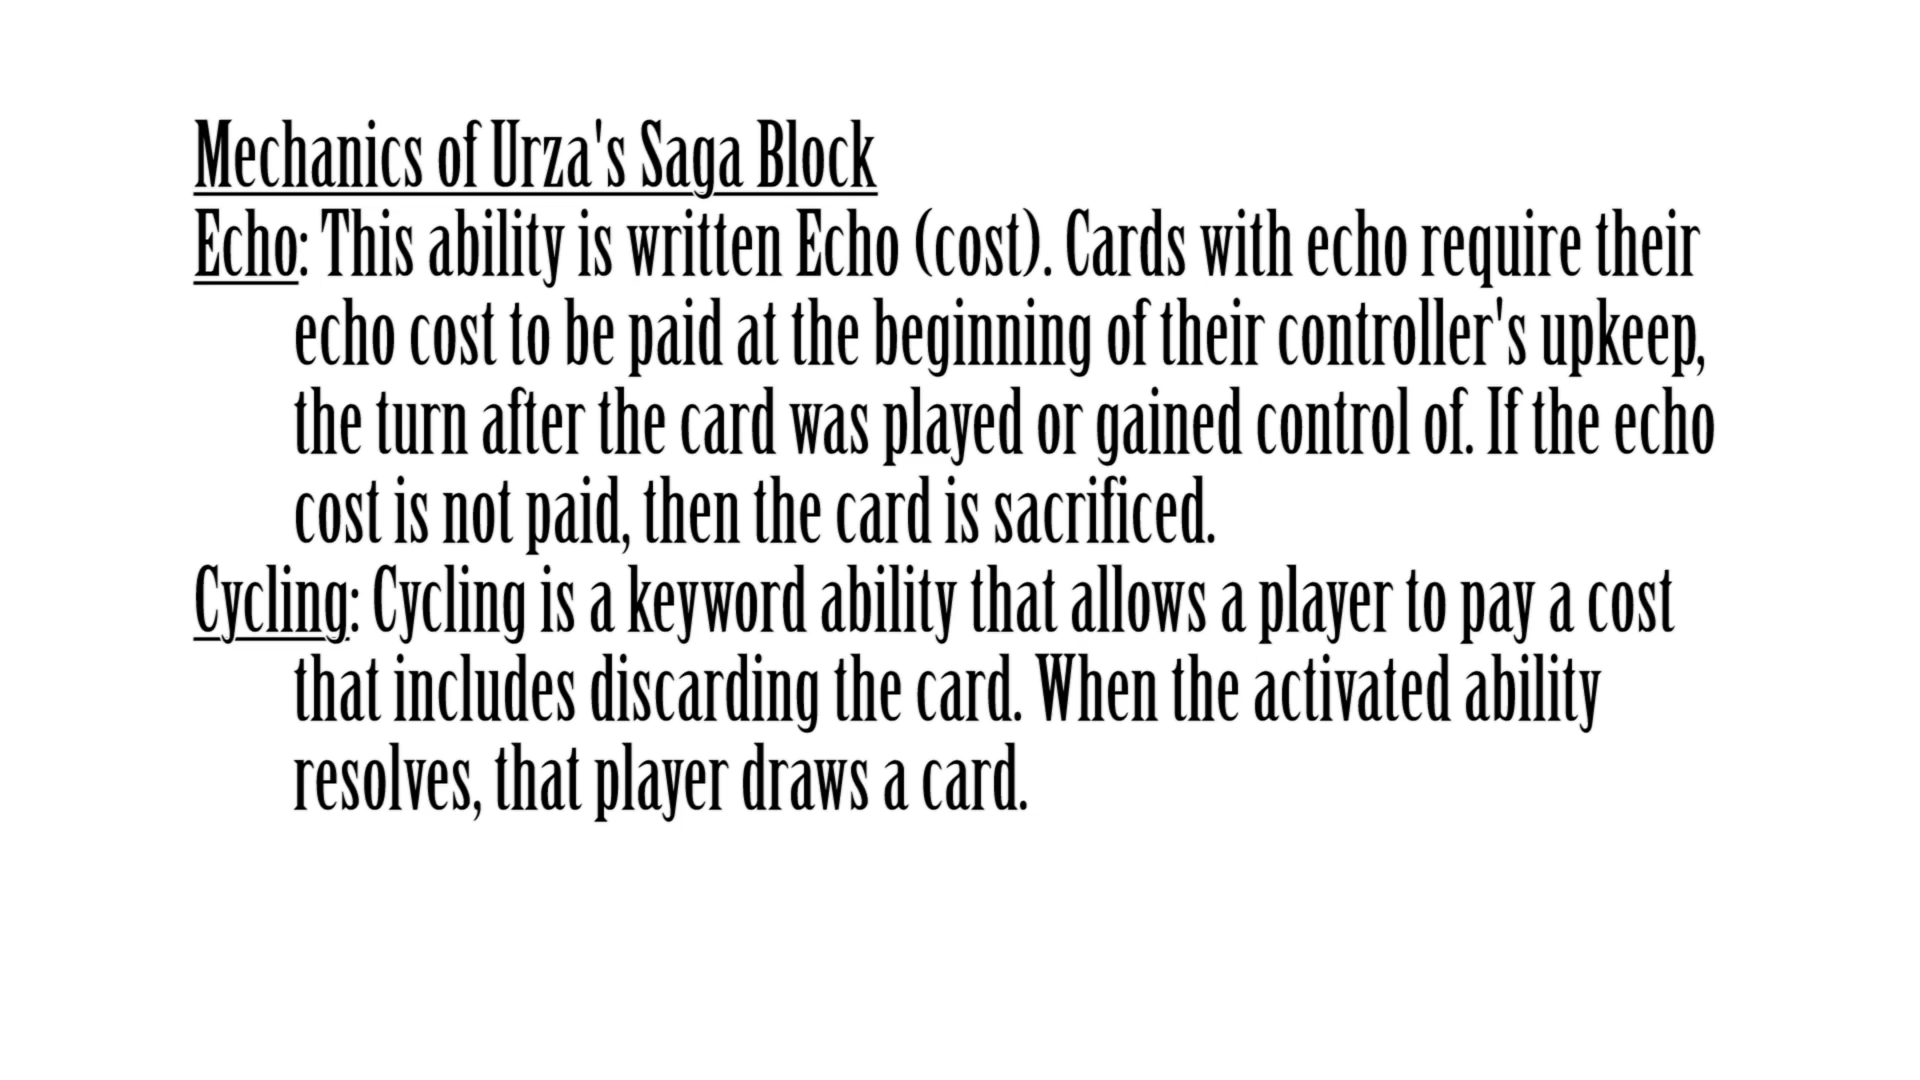 Mechanics of Urza's Saga Block
Echo: This ability is written Echo (cost). Cards with echo require their
echo cost to be paid at the beginning of their controller's upkeep,
the turn after the card was played or gained control of. If the echo
cost is not paid, then the card is sacrificed.
Cycling: Cycling is a keyword ability that allows a player to pay a cost
that includes discarding the card. When the activated ability
resolves, that player draws a card.